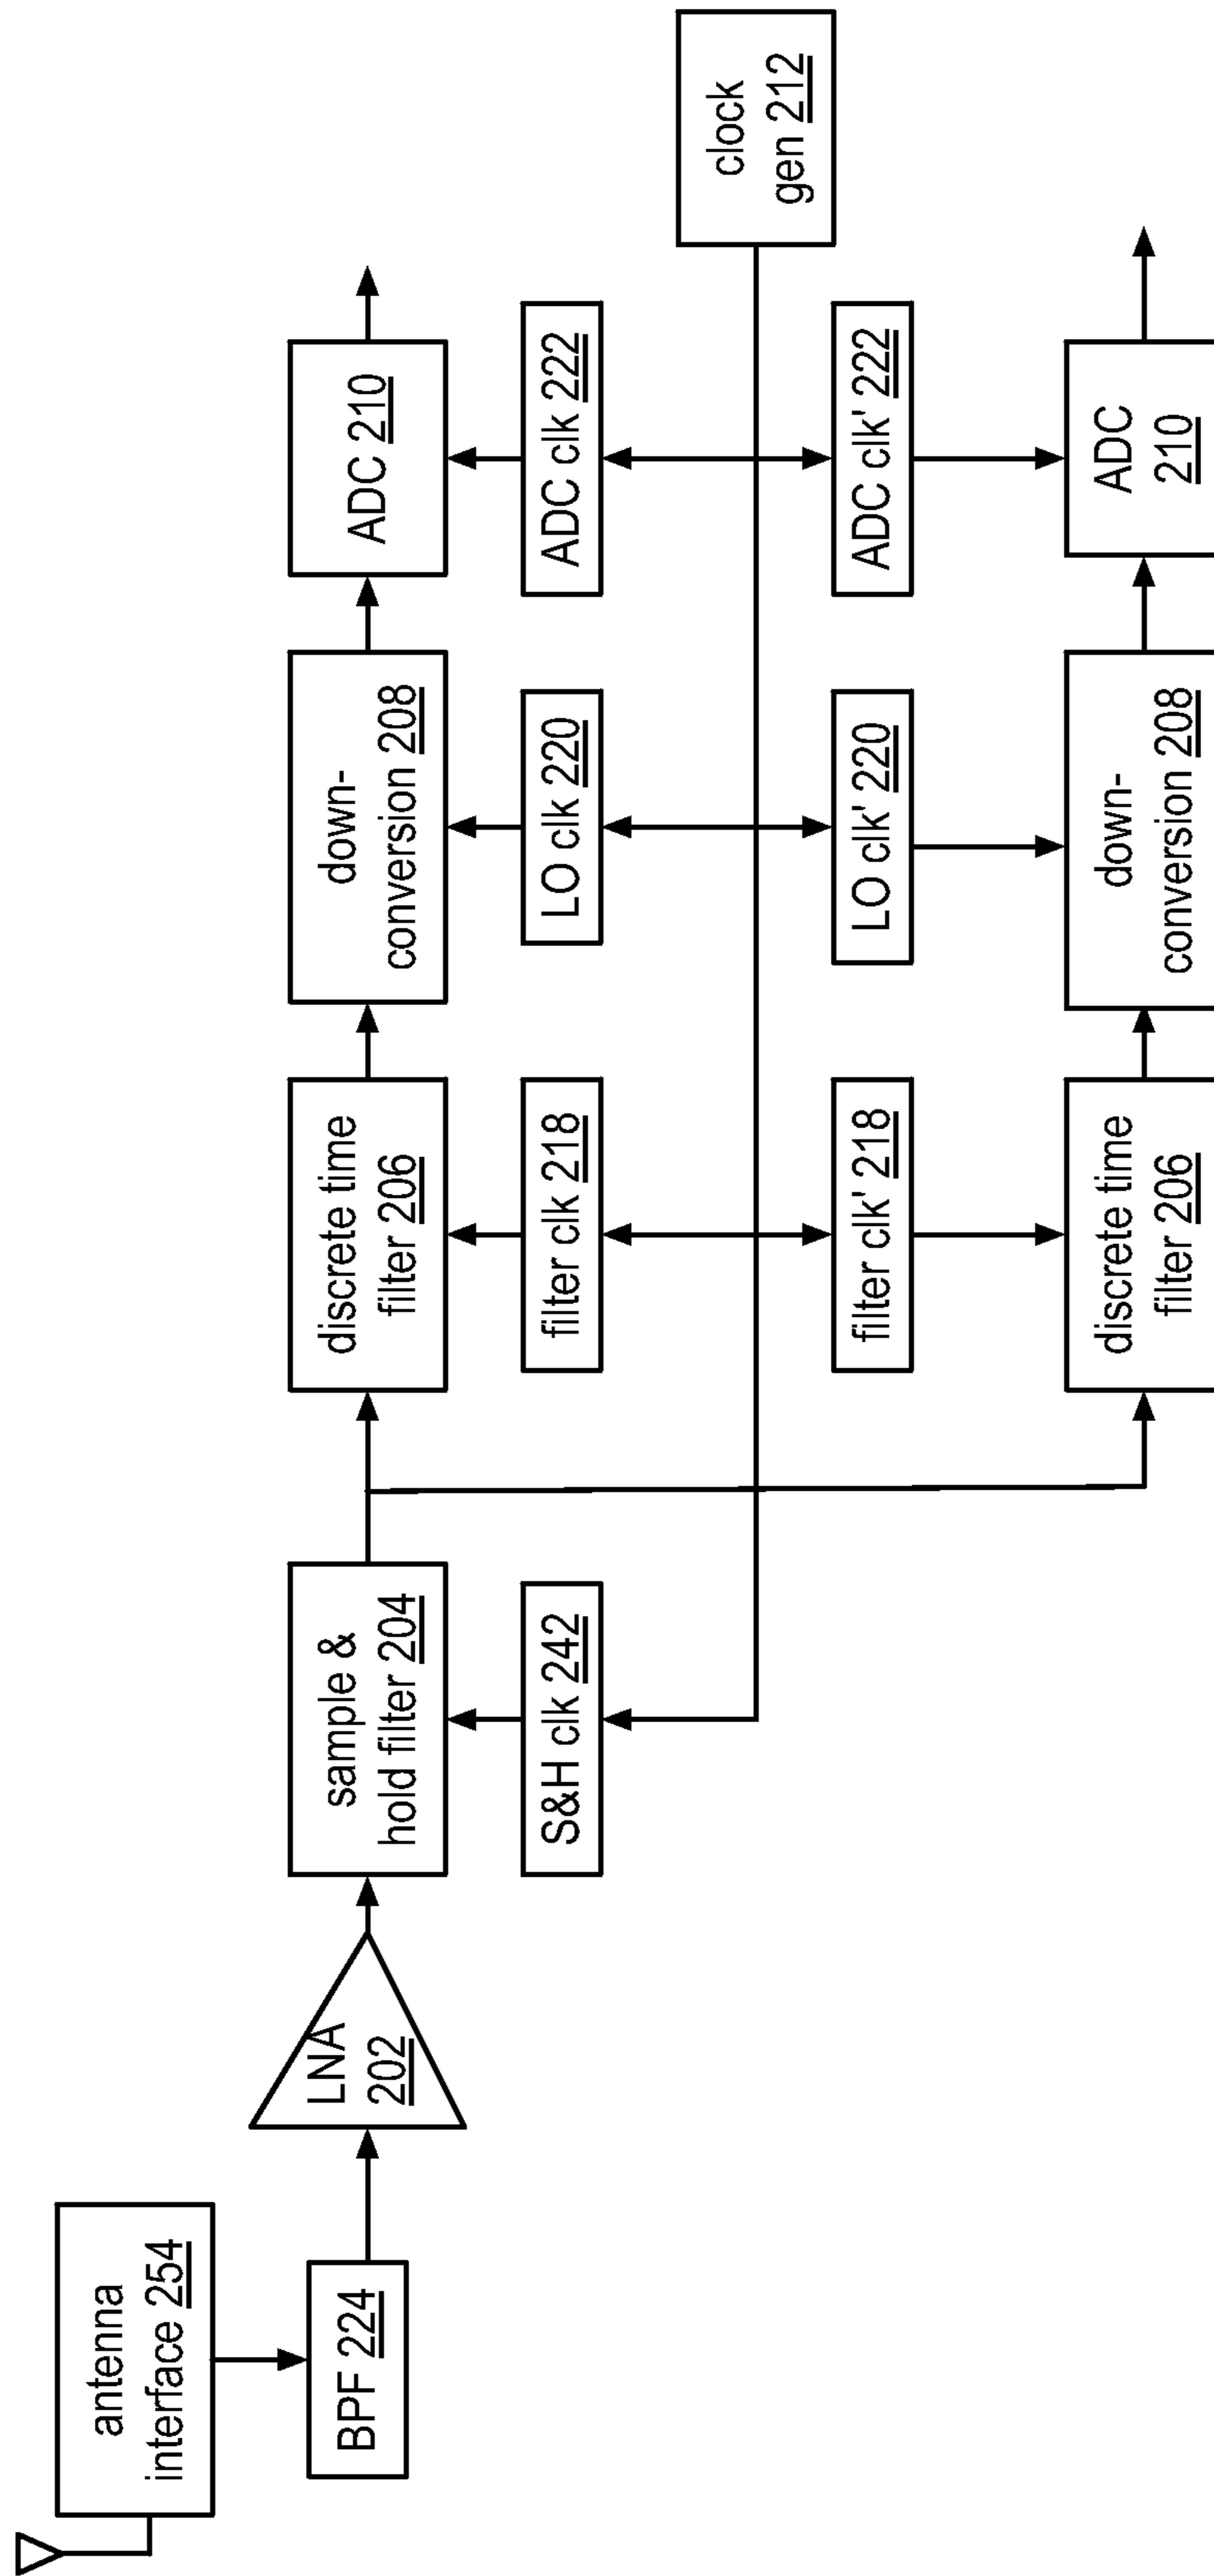 antenna
interface 254
BPF 224
LNA
202
sample &
hold filter 204
S&H clk 242
discrete time
filter 206
down-
conversion 208
ADC 210
filter clk 218
LO clk 220
ADC clk 222
clock
gen 212
filter clk' 218
LO clk' 220
ADC clk' 222
discrete time
filter 206
down-
conversion 208
ADC
210